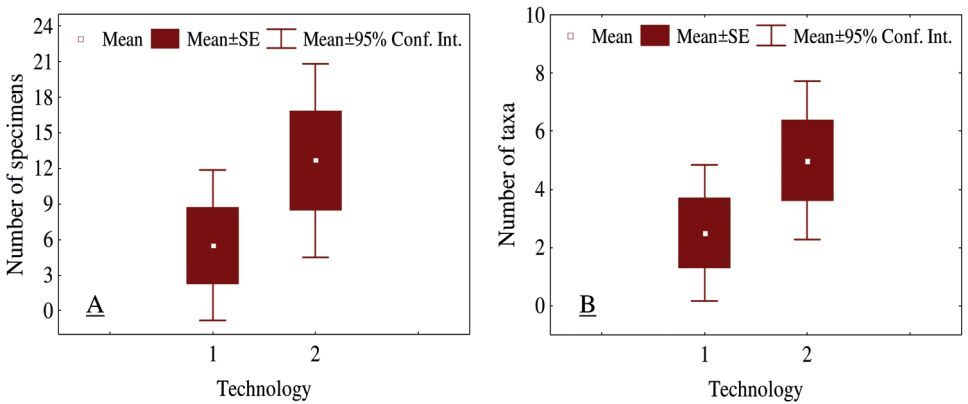 Mean Mean±SE Mean±95% Conf. Int.
24
21
18
15
12
9
6
3
0
Number of specimens
A
1 2
Technology
Mean Mean±SE Mean±95% Conf. Int.
10
8
6
4
2
0
Number of taxa
B
1 2
Technology